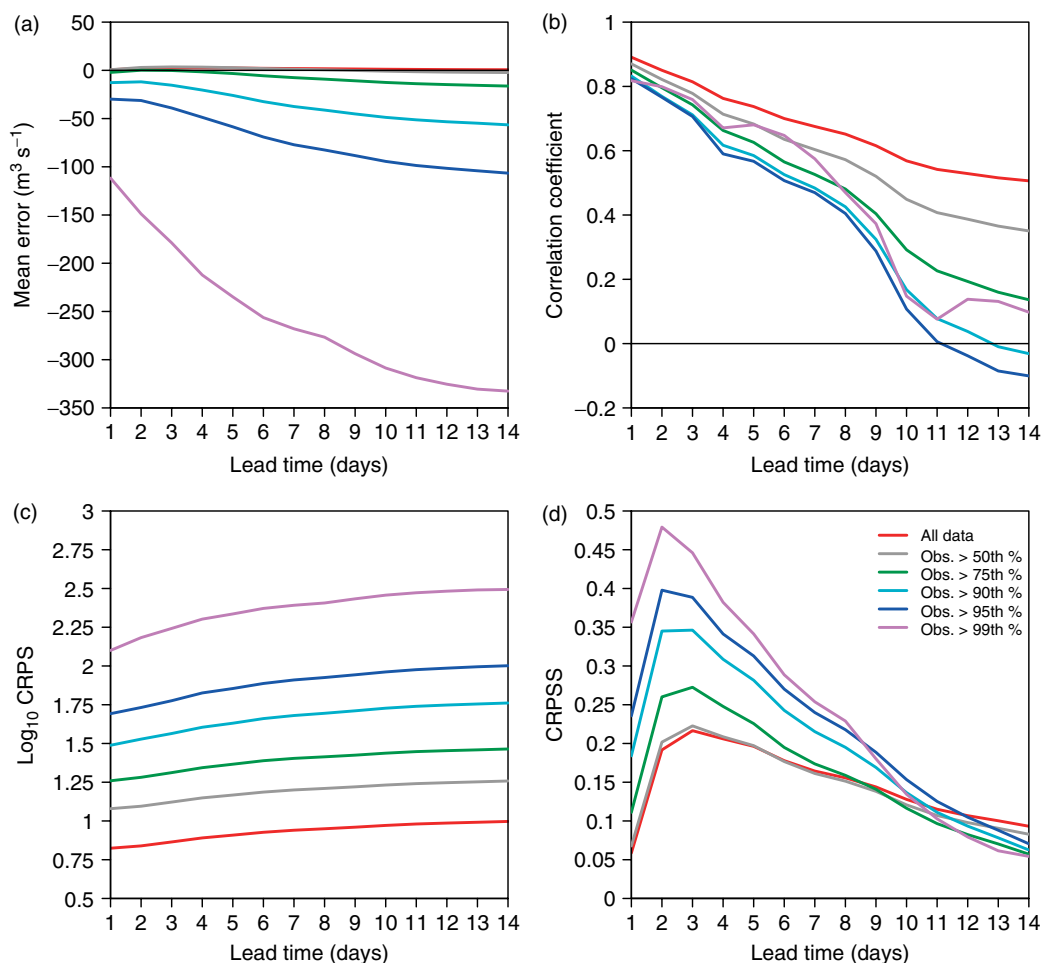 (a)
50
0
−50
−100
−150
−200
−250
−300
−350
Mean error (m³ s⁻¹)
1 2 3 4 5 6 7 8 9 10 11 12 13 14
Lead time (days)
(b)
1
0.8
0.6
0.4
0.2
0
−0.2
Correlation coefficient
1 2 3 4 5 6 7 8 9 10 11 12 13 14
Lead time (days)
(c)
3
2.75
2.5
2.25
2
1.75
1.5
1.25
1
0.75
0.5
Log₁₀ CRPS
1 2 3 4 5 6 7 8 9 10 11 12 13 14
Lead time (days)
(d)
0.5
0.45
0.4
0.35
0.3
0.25
0.2
0.15
0.1
0.05
0
CRPSS
All data
Obs. > 50th %
Obs. > 75th %
Obs. > 90th %
Obs. > 95th %
Obs. > 99th %
1 2 3 4 5 6 7 8 9 10 11 12 13 14
Lead time (days)